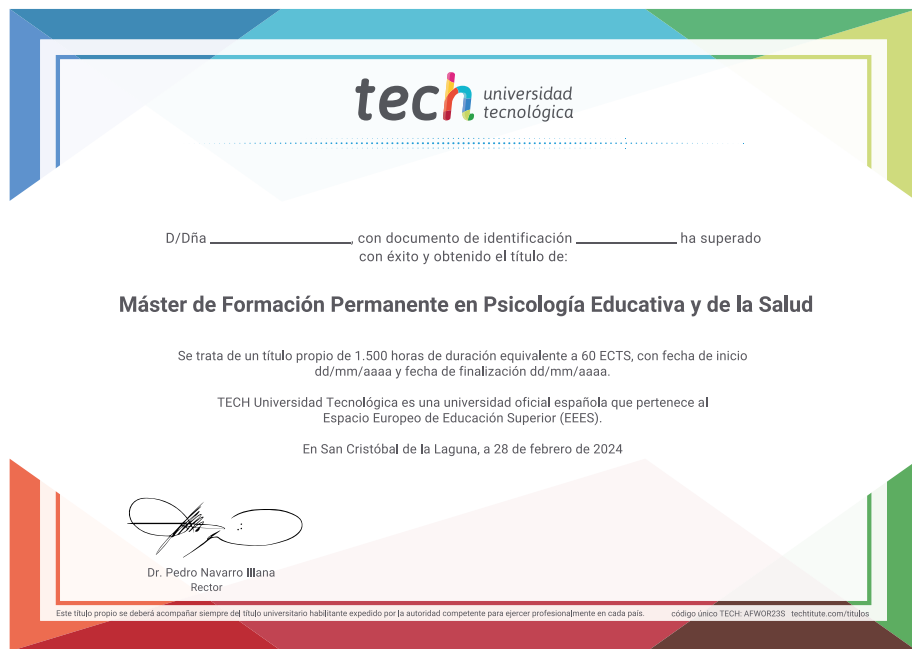 tech universidad
tecnológica
D/Dña ______________, con documento de identificación __________ ha superado
con éxito y obtenido el título de:
Máster de Formación Permanente en Psicología Educativa y de la Salud
Se trata de un título propio de 1.500 horas de duración equivalente a 60 ECTS, con fecha de inicio
dd/mm/aaaa y fecha de finalización dd/mm/aaaa.
TECH Universidad Tecnológica es una universidad oficial española que pertenece al
Espacio Europeo de Educación Superior (EEES).
En San Cristóbal de la Laguna, a 28 de febrero de 2024
Dr. Pedro Navarro Illana
Rector
Este título propio se deberá acompañar siempre del título universitario habilitante expedido por la autoridad competente para ejercer profesionalmente en cada país. código único TECH: AFWOR23S techtitute.com/titulos